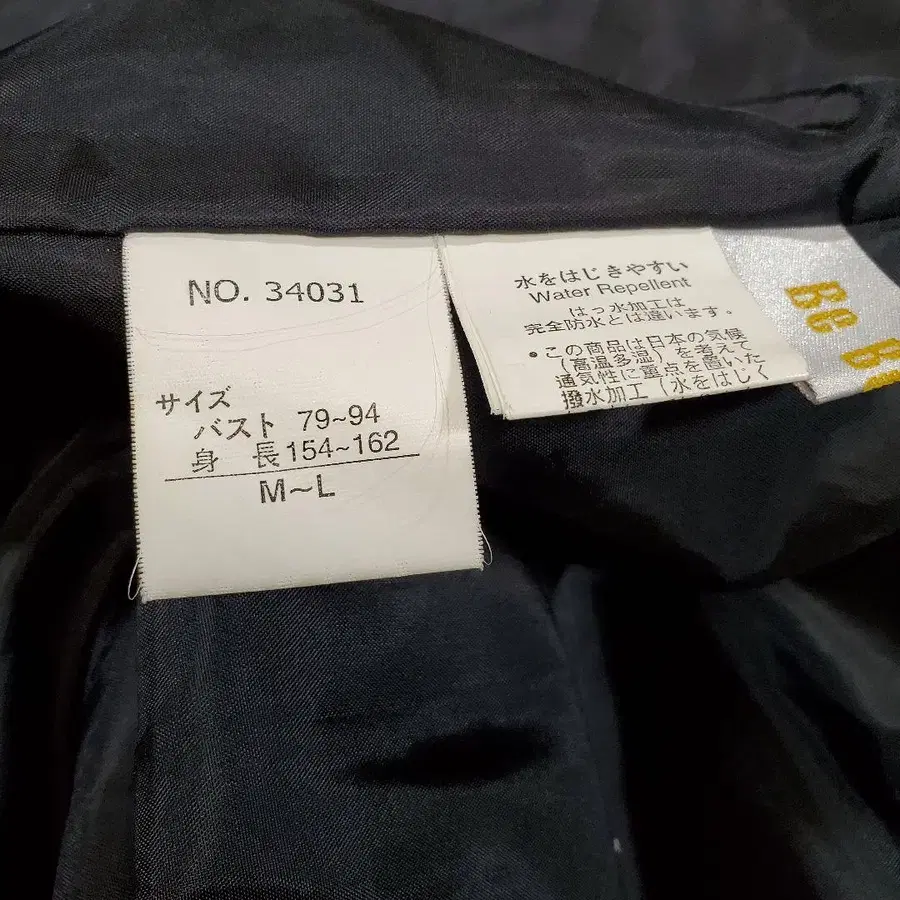 NO. 34031
サイズ
バスト 79~94
身 長 154~162
M~L
水をはじきやすい
Water Repellent
はっ水加工は
完全防水とは違います。
•この商品は日本の気候
(高温多湿)を考えて
通気性に重点を置いた
撥水加工(水をはじく
Be